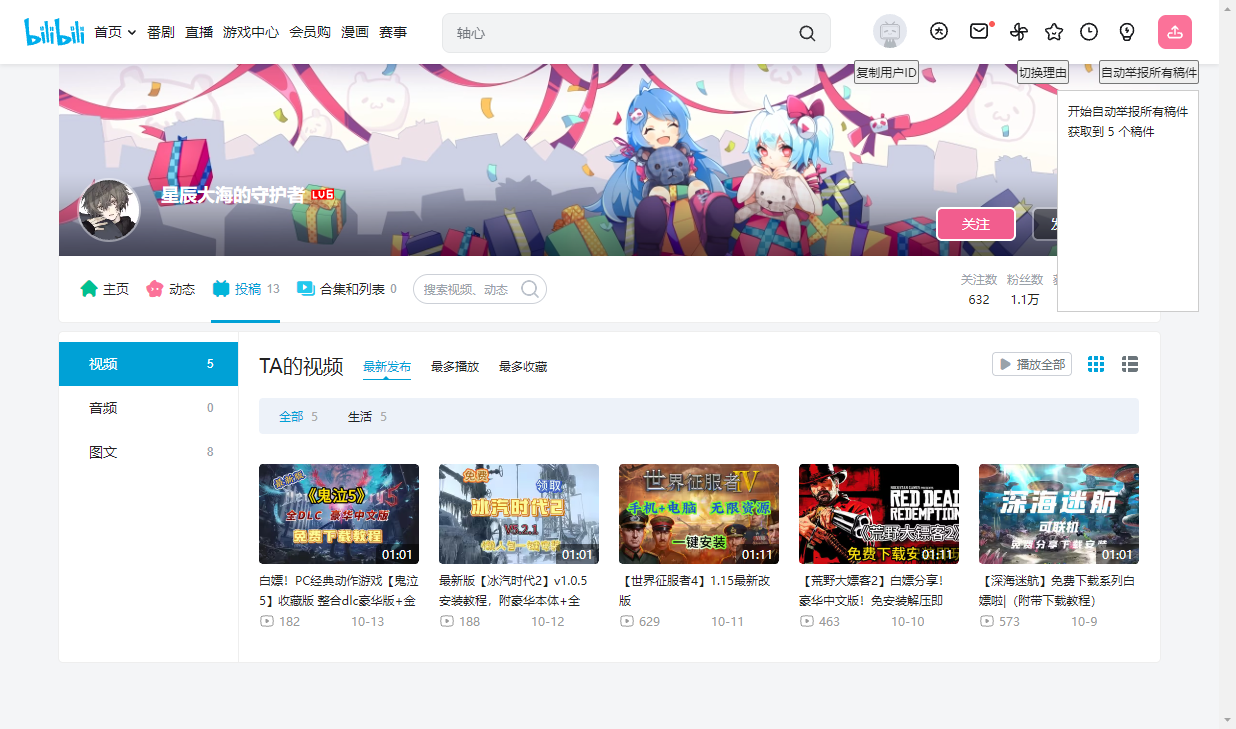 bilibili
首页
番剧
直播
游戏中心
会员购
漫画
赛事
轴心
复制用户ID
切换理由
自动举报所有稿件
开始自动举报所有稿件
获取到 5 个稿件
星辰大海的守护者 LV5
关注
主页
动态
投稿 13
合集和列表 0
搜索视频、动态
关注数 粉丝数
632 1.1万
视频 5
音频 0
图文 8
TA的视频
最新发布
最多播放
最多收藏
播放全部
全部 5
生活 5
最新版
《鬼泣5》
全DLC 豪华中文版
免费下载教程
01:01
白嫖！PC经典动作游戏【鬼泣
5】收藏版 整合dlc豪华版+全
182 10-13
免费
领取
冰汽时代2
V5.2.1
01:01
最新版【冰汽时代2】v1.0.5
安装教程，附豪华本体+全
188 10-12
世界征服者IV
手机+电脑 无限资源
一键安装
01:11
【世界征服者4】1.15最新改
版
629 10-11
RED DEAD
REDEMPTION
《荒野大镖客2》
免费下载安
01:11
【荒野大嫖客2】白嫖分享！
豪华中文版！免安装解压即
463 10-10
深海迷航
可联机
免费分享下载安装
01:01
【深海迷航】免费下载系列白
嫖啦|（附带下载教程）
573 10-9